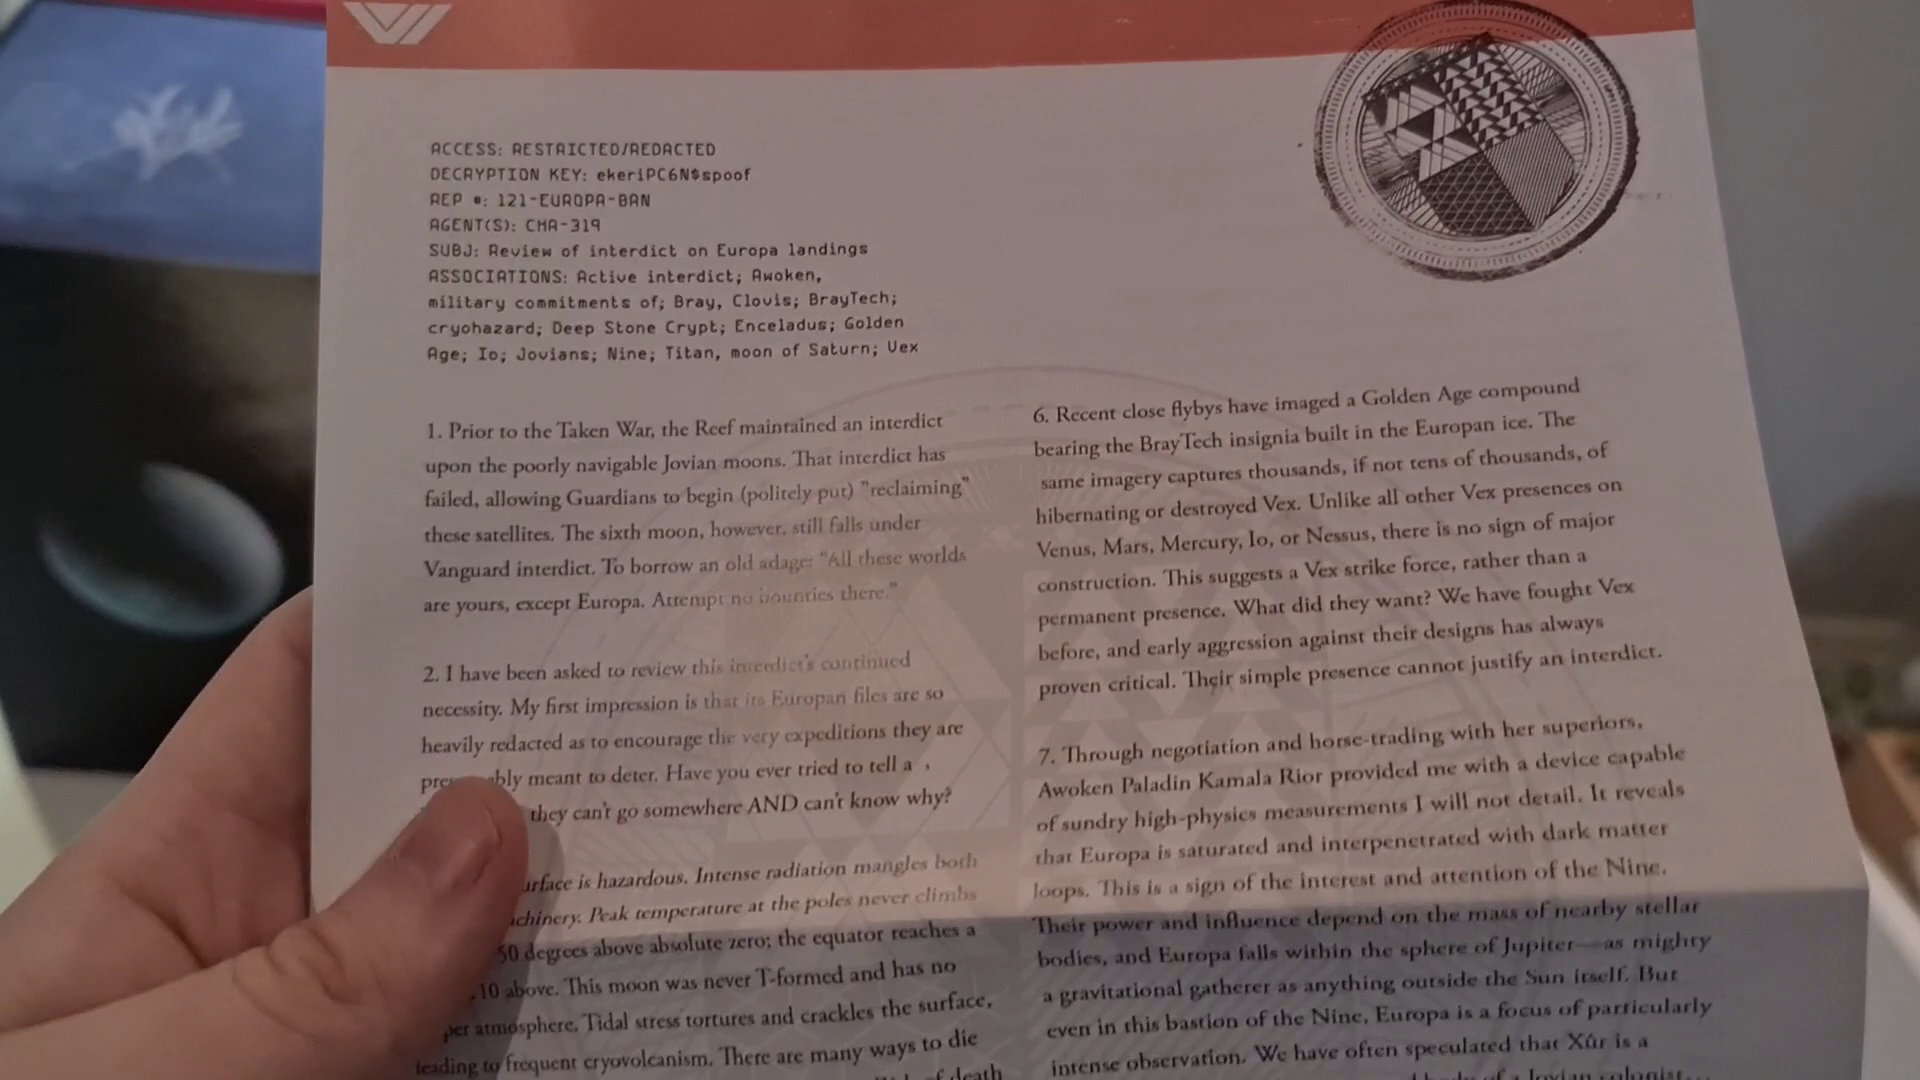 ACCESS: RESTRICTED/REDACTED
DECRYPTION KEY: ekeriPC6N$spoof
REP #: 121-EUROPA-BAN
AGENT(S): CHA-319
SUBJ: Review of interdict on Europa landings
ASSOCIATIONS: Active interdict; Awoken,
military commitments of; Bray, Clovis; BrayTech;
cryohazard; Deep Stone Crypt; Enceladus; Golden
Age; Io; Jovians; Nine; Titan, moon of Saturn; Vex
1. Prior to the Taken War, the Reef maintained an interdict
upon the poorly navigable Jovian moons. That interdict has
failed, allowing Guardians to begin (politely put) "reclaiming"
these satellites. The sixth moon, however, still falls under
Vanguard interdict. To borrow an old adage: “All these worlds
are yours, except Europa. Attempt no bounties there.”
2. I have been asked to review this interdict's continued
necessity. My first impression is that its Europan files are so
heavily redacted as to encourage the very expeditions they are
meant to deter. Have you ever tried to tell a
they can't go somewhere AND can't know why?
is hazardous. Intense radiation mangles both
Peak temperature at the poles never climbs
50 degrees above absolute zero; the equator reaches a
10 above. This moon was never T-formed and has no
atmosphere. Tidal stress tortures and crackles the surface,
leading to frequent cryovolcanism. There are many ways to die
of death
6. Recent close flybys have imaged a Golden Age compound
bearing the BrayTech insignia built in the Europan ice. The
same imagery captures thousands, if not tens of thousands, of
hibernating or destroyed Vex. Unlike all other Vex presences on
Venus, Mars, Mercury, Io, or Nessus, there is no sign of major
construction. This suggests a Vex strike force, rather than a
permanent presence. What did they want? We have fought Vex
before, and early aggression against their designs has always
proven critical. Their simple presence cannot justify an interdict.
7. Through negotiation and horse-trading with her superiors,
Awoken Paladin Kamala Rior provided me with a device capable
of sundry high-physics measurements I will not detail. It reveals
that Europa is saturated and interpenetrated with dark matter
loops. This is a sign of the interest and attention of the Nine.
Their power and influence depend on the mass of nearby stellar
bodies, and Europa falls within the sphere of Jupiter—as mighty
a gravitational gatherer as anything outside the Sun itself. But
even in this bastion of the Nine, Europa is a focus of particularly
intense observation. We have often speculated that Xûr is a
of a Jovian colonist